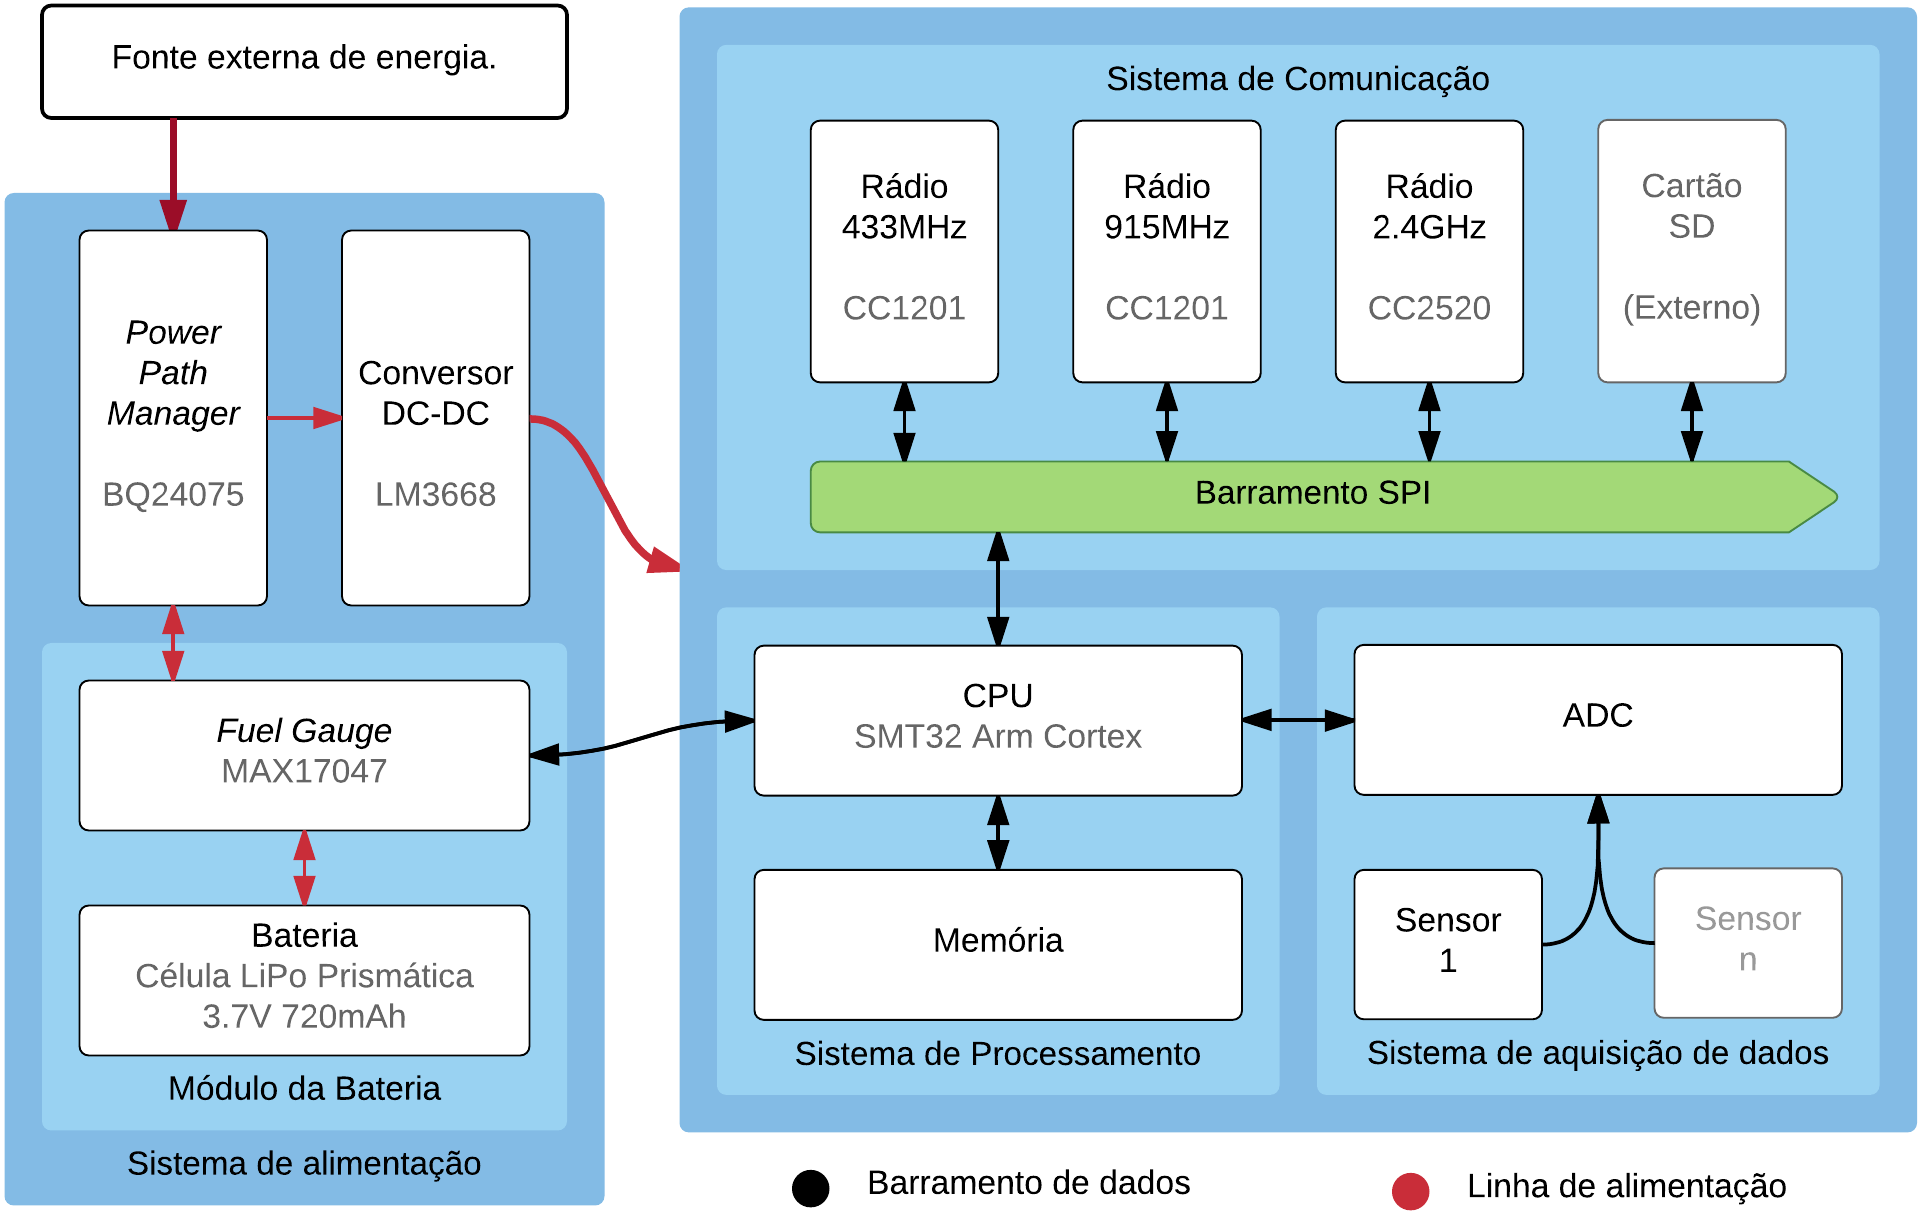 Fonte externa de energia.
Power
Path
Manager
BQ24075
Conversor
DC-DC
LM3668
Fuel Gauge
MAX17047
Bateria
Célula LiPo Prismática
3.7V 720mAh
Módulo da Bateria
Sistema de alimentação
Sistema de Comunicação
Rádio
433MHz
CC1201
Rádio
915MHz
CC1201
Rádio
2.4GHz
CC2520
Cartão
SD
(Externo)
Barramento SPI
CPU
SMT32 Arm Cortex
Memória
Sistema de Processamento
ADC
Sensor
1
Sensor
n
Sistema de aquisição de dados
Barramento de dados
Linha de alimentação